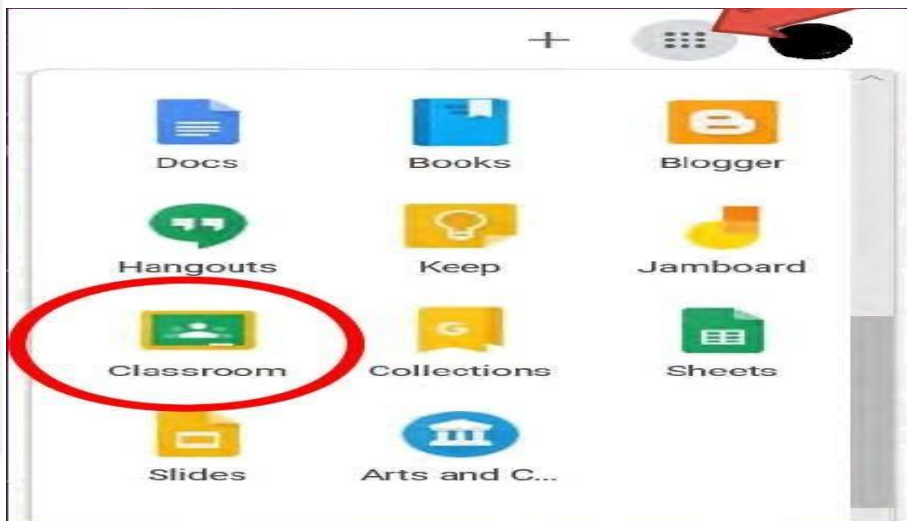 Docs Books Blogger
Hangouts Keep Jamboard
Classroom Collections Sheets
Slides Arts and C...